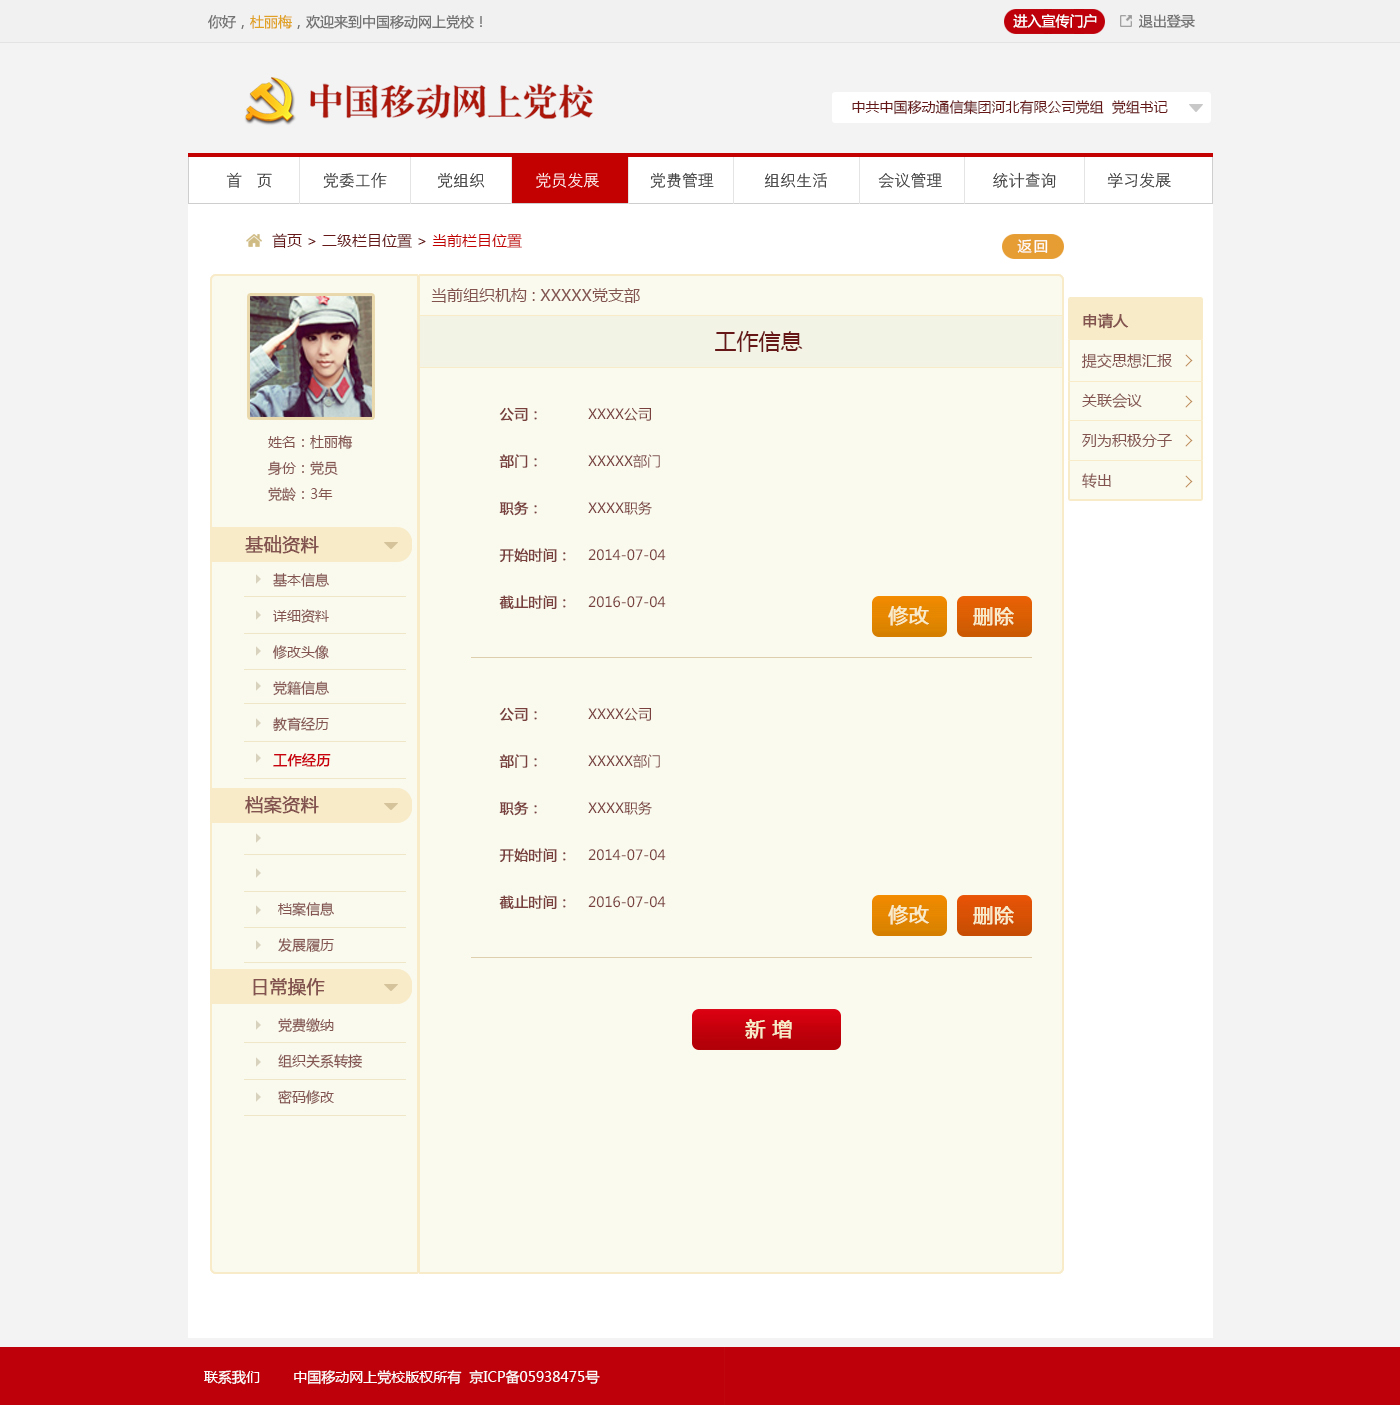 你好，杜丽梅，欢迎来到中国移动网上党校！
进入宣传门户 退出登录
中国移动网上党校
中共中国移动通信集团河北有限公司党组 党组书记
首 页 党委工作 党组织 党员发展 党费管理 组织生活 会议管理 统计查询 学习发展
首页 > 二级栏目位置 > 当前栏目位置
返回
姓名：杜丽梅
身份：党员
党龄：3年
基础资料
基本信息
详细资料
修改头像
党籍信息
教育经历
工作经历
档案资料
档案信息
发展履历
日常操作
党费缴纳
组织关系转接
密码修改
当前组织机构：XXXXX党支部
工作信息
公司： XXXX公司
部门： XXXXX部门
职务： XXXX职务
开始时间： 2014-07-04
截止时间： 2016-07-04
修改 删除
公司： XXXX公司
部门： XXXXX部门
职务： XXXX职务
开始时间： 2014-07-04
截止时间： 2016-07-04
修改 删除
新 增
申请人
提交思想汇报
关联会议
列为积极分子
转出
联系我们 中国移动网上党校版权所有 京ICP备05938475号